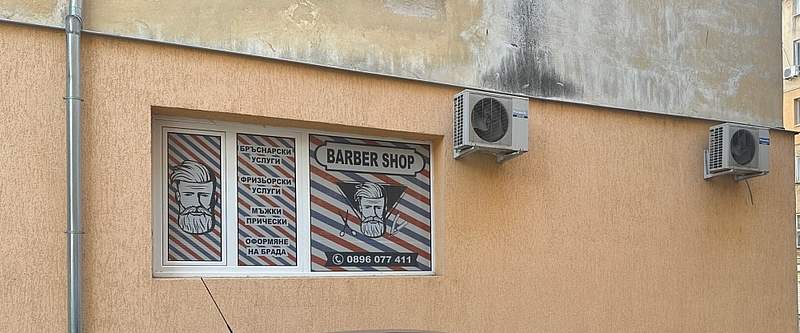 БРЪСНАРСКИ
УСЛУГИ
ФРИЗЬОРСКИ
УСЛУГИ
МЪЖКИ
ПРИЧЕСКИ
ОФОРМЯНЕ
НА БРАДА
BARBER SHOP
0896 077 411